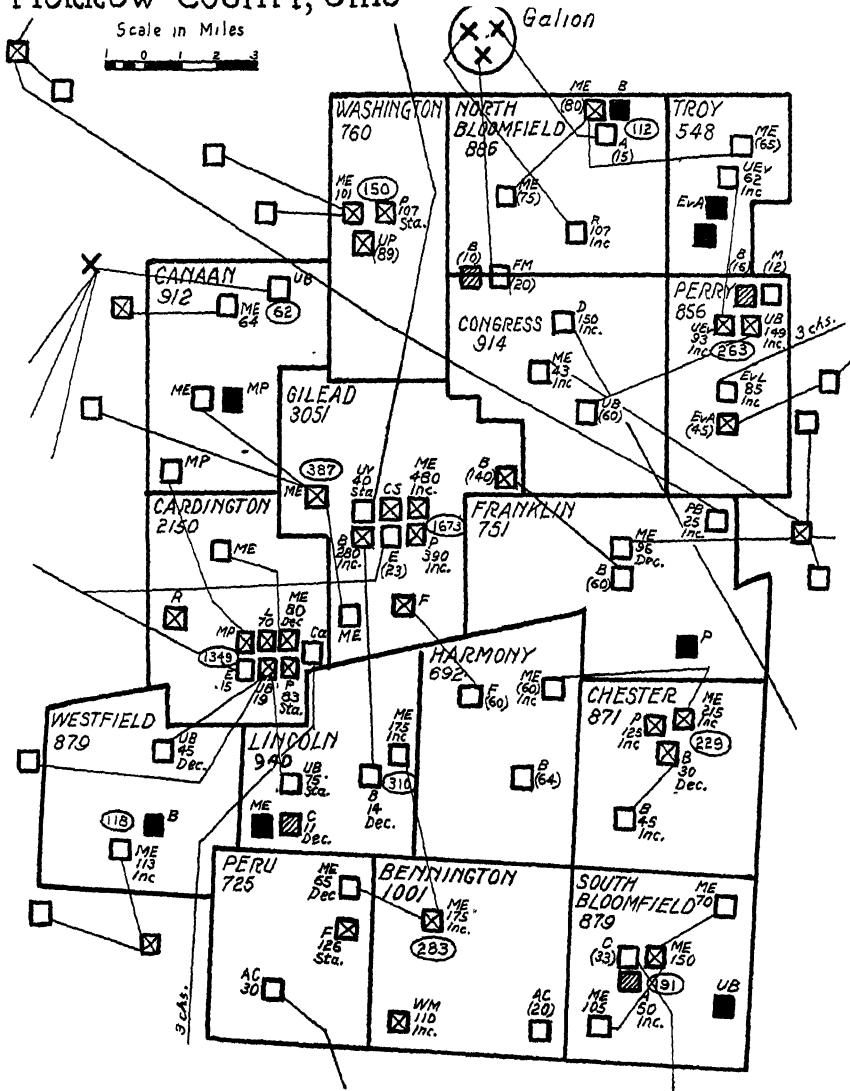 Morrow County, Ohio
Scale in Miles
1 0 1 2 3
Galion
WASHINGTON
760
ME
101
150
P
107
Sta.
UP
(89)
NORTH
BLOOMFIELD
886
ME
(80)
B
112
A
(15)
ME
(75)
R
107
Inc
B
(10)
FM
(20)
TROY
548
ME
(65)
UEv
62
Inc
EvA
CANAAN
912
UB
62
ME
64
ME
MP
MP
CONGRESS
914
D
150
Inc.
ME
43
Inc
UB
(60)
PERRY
856
B
(16)
M
(12)
UEv
93
Inc
UB
149
Inc.
263
EvL
85
Inc
EvA
(45)
3 chs.
GILEAD
3051
387
ME
UV
40
Sta
CS
ME
480
Inc.
1673
B
280
Inc.
E
(23)
P
390
Inc.
ME
F
B
(140)
FRANKLIN
751
PB
25
Inc.
ME
96
Dec.
B
(60)
P
CARDINGTON
2150
ME
A
MP
L
70
ME
80
Dec
Ca
1349
E
15
UB
19
P
83
Sta.
HARMONY
692
F
(60)
ME
(60)
Inc
B
(64)
CHESTER
871
P
125
Inc
ME
215
Inc
229
B
30
Dec.
B
45
Inc.
WESTFIELD
879
UB
45
Dec.
118
B
ME
113
Inc
LINCOLN
940
ME
175
Inc
UB
75
Sta
B
14
Dec.
310
ME
C
11
Dec.
PERU
725
ME
65
Dec
F
126
Sta.
AC
30
3 chs.
BENNINGTON
1001
ME
175
Inc.
283
WM
110
Inc.
AC
(20)
SOUTH
BLOOMFIELD
879
ME
70
C
(33)
ME
150
191
A
50
Inc.
ME
105
UB